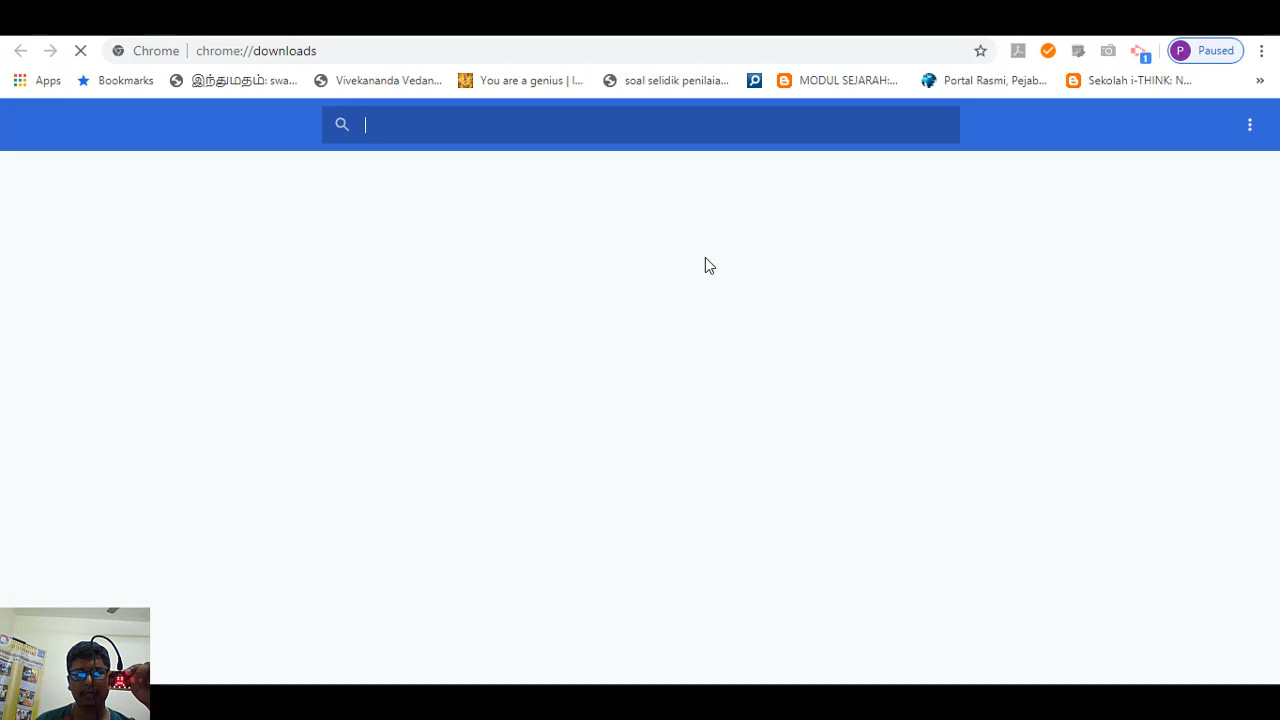 Chrome chrome://downloads P Paused
Apps Bookmarks இந்துமதம்: swa... Vivekananda Vedan... You are a genius | I... soal selidik penilaia... MODUL SEJARAH:... Portal Rasmi, Pejab... Sekolah i-THINK: N... »
1